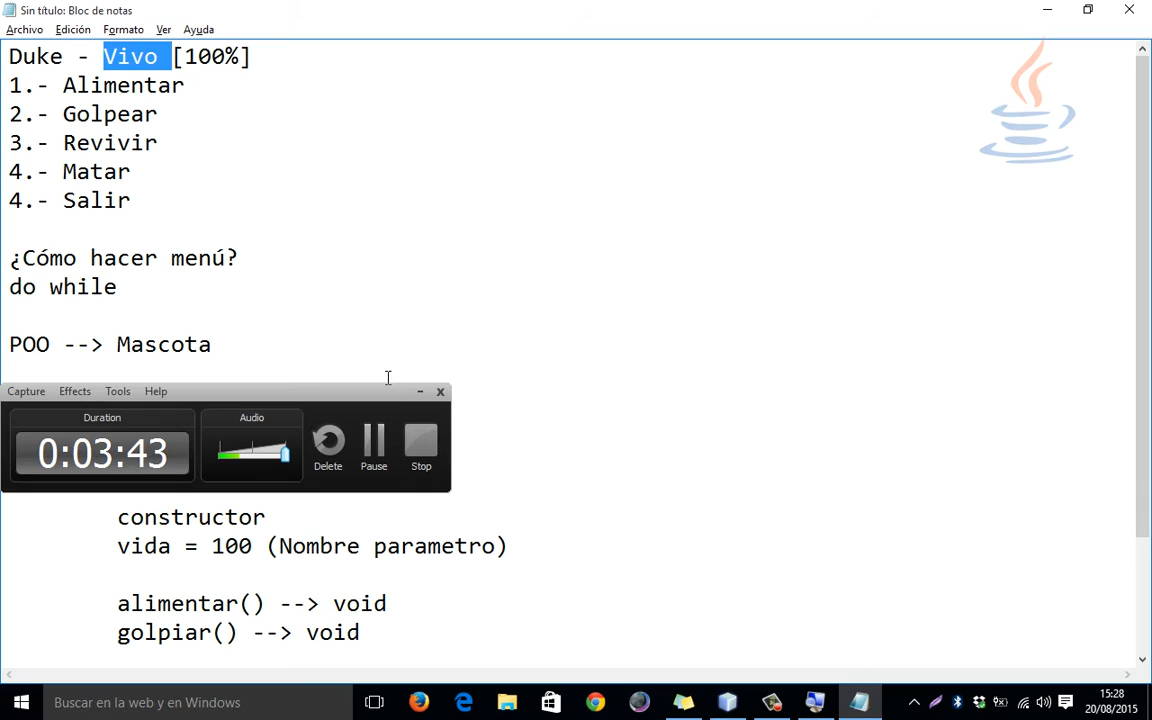 Sin título: Bloc de notas
Archivo Edición Formato Ver Ayuda
Duke - Vivo [100%]
1.- Alimentar
2.- Golpear
3.- Revivir
4.- Matar
4.- Salir
¿Cómo hacer menú?
do while
POO --> Mascota
Capture Effects Tools Help
Duration
Audio
0:03:43
Delete Pause Stop
constructor
vida = 100 (Nombre parametro)
alimentar() --> void
golpiar() --> void
Buscar en la web y en Windows
15:28
20/08/2015